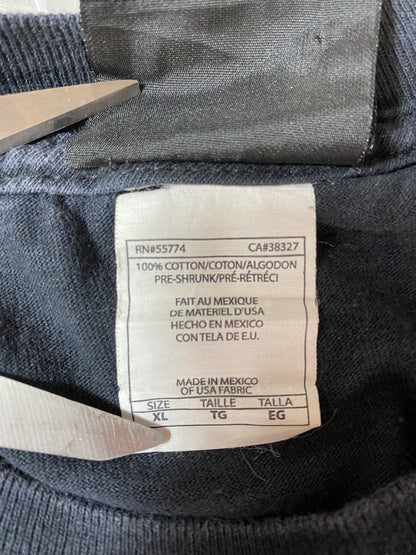 RN#55774 CA#38327
100% COTTON/COTON/ALGODON
PRE-SHRUNK/PRÉ-RÉTRÉCI
FAIT AU MEXIQUE
DE MATERIEL D'USA
HECHO EN MEXICO
CON TELA DE E.U.
MADE IN MEXICO
OF USA FABRIC
SIZE TAILLE TALLA
XL TG EG